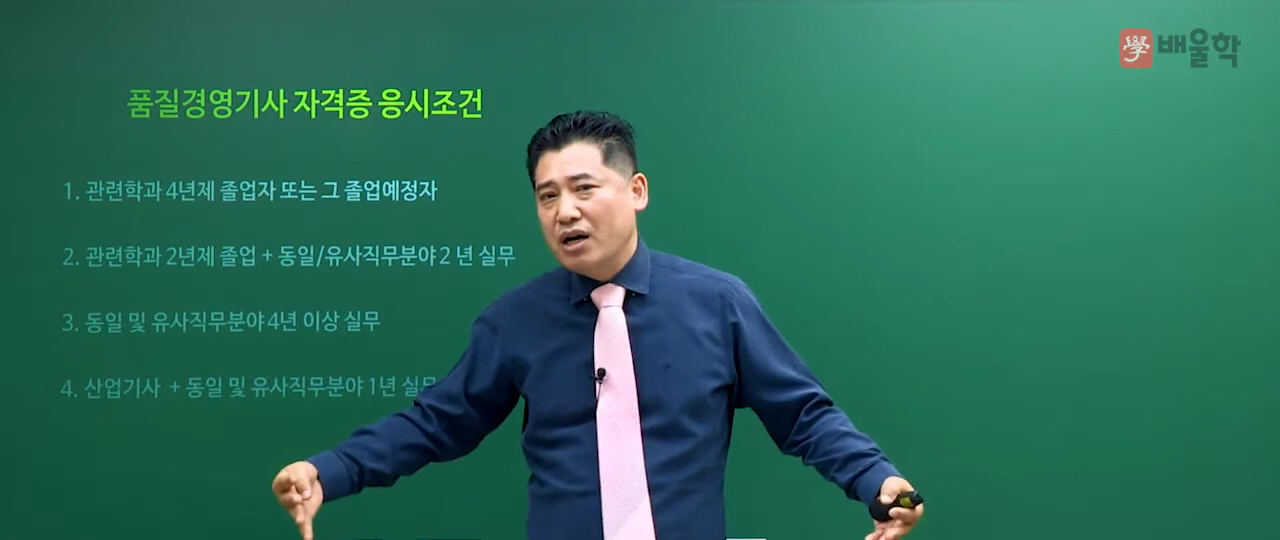 學 배울학
품질경영기사 자격증 응시조건
1. 관련학과 4년제 졸업자 또는 그 졸업예정자
2. 관련학과 2년제 졸업 + 동일/유사직무분야 2 년 실무
3. 동일 및 유사직무분야 4년 이상 실무
4. 산업기사 + 동일 및 유사직무분야 1년 실무